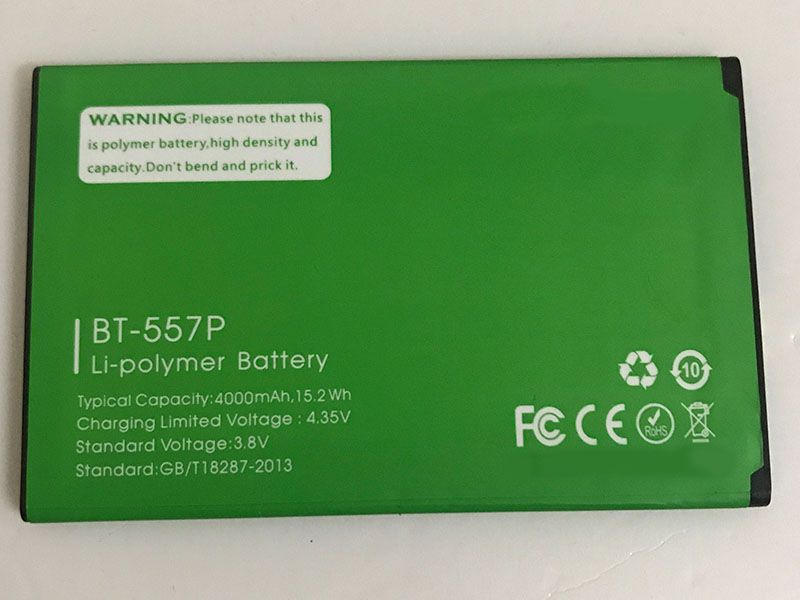 WARNING:Please note that this
is polymer battery,high density and
capacity.Don't bend and prick it.
BT-557P
Li-polymer Battery
Typical Capacity:4000mAh,15.2Wh
Charging Limited Voltage : 4.35V
Standard Voltage:3.8V
Standard:GB/T18287-2013
10
FC CE RoHS